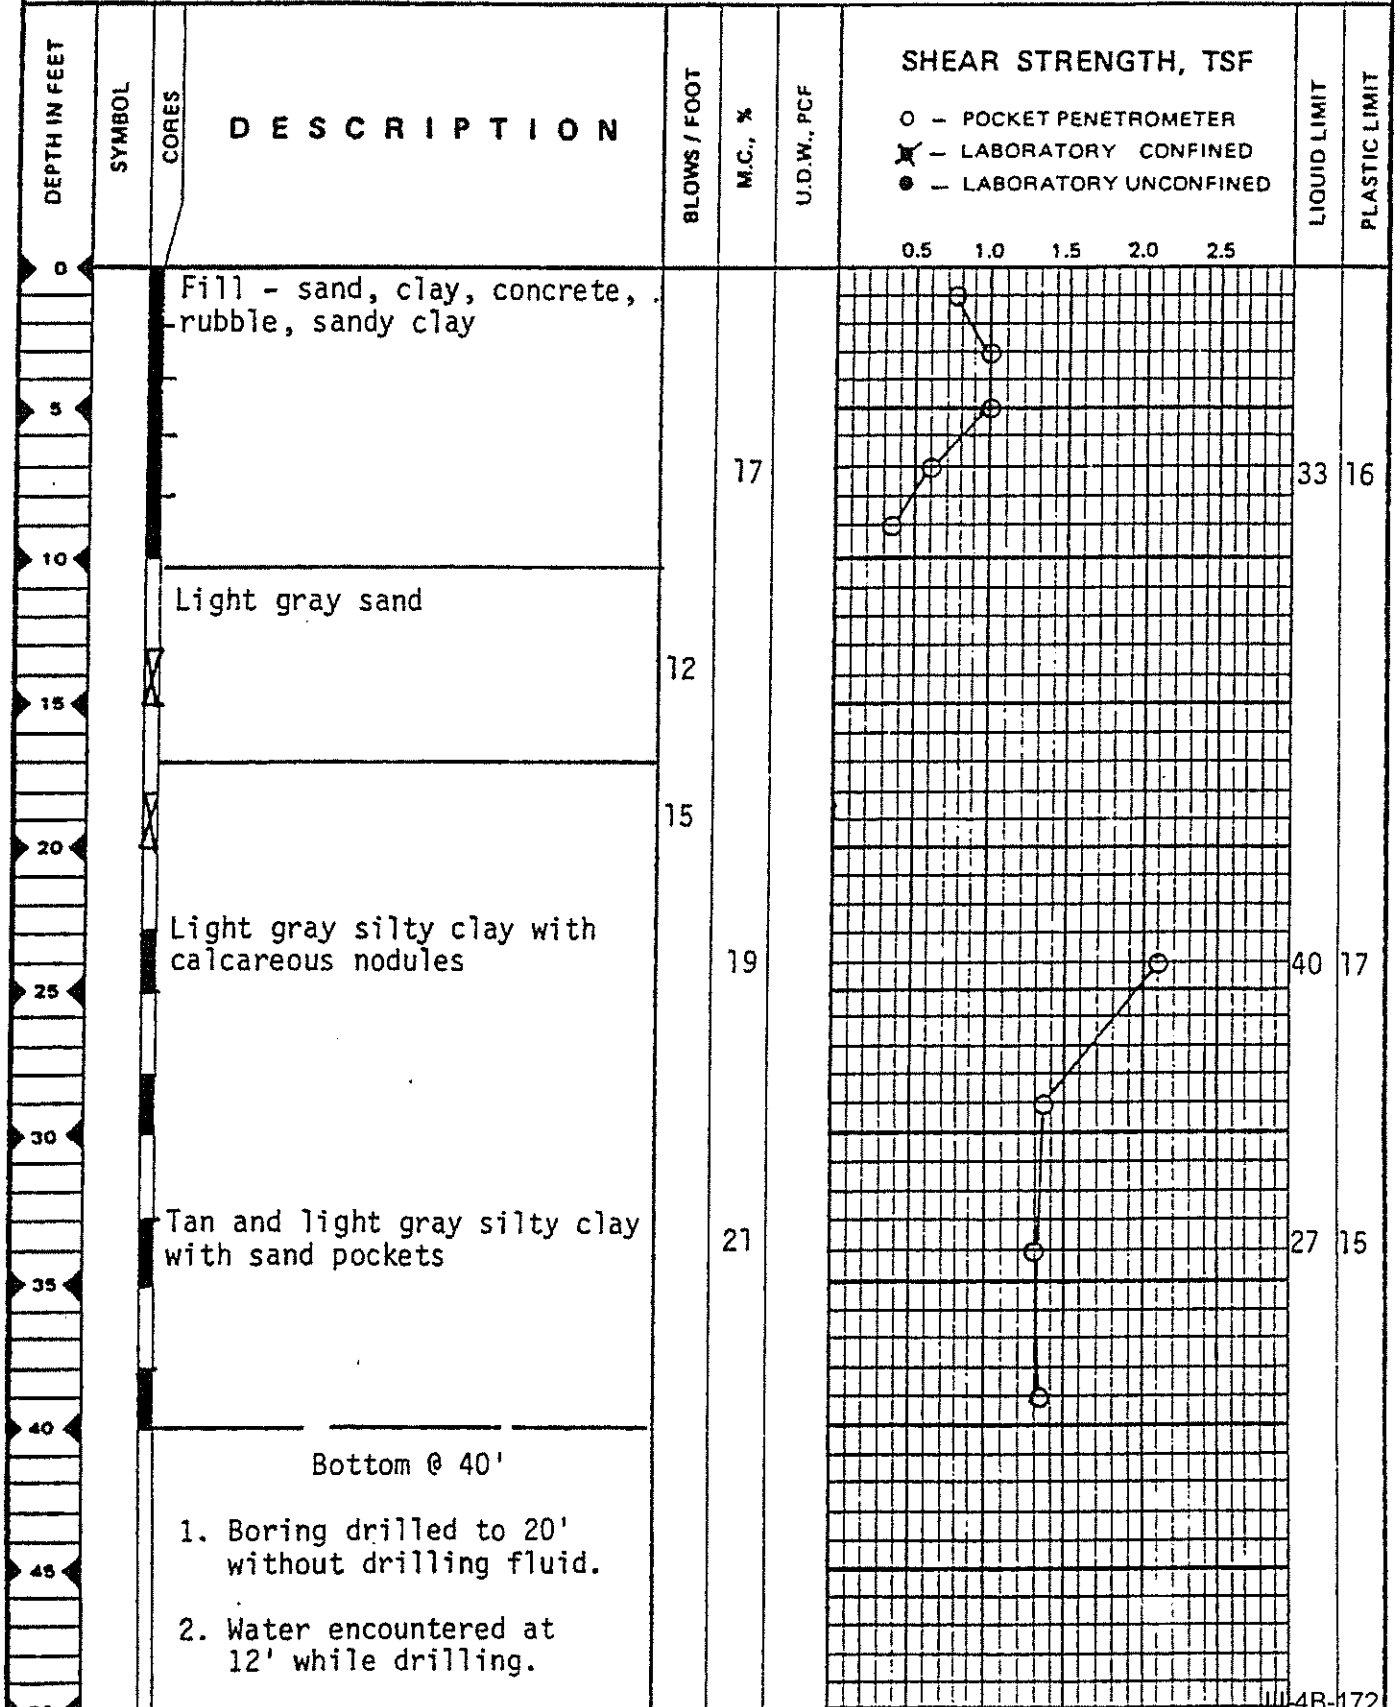 DEPTH IN FEET
SYMBOL
CORES
DESCRIPTION
BLOWS / FOOT
M.C., %
U.D.W., PCF
SHEAR STRENGTH, TSF
O – POCKET PENETROMETER
– LABORATORY CONFINED
● – LABORATORY UNCONFINED
0.5 1.0 1.5 2.0 2.5
LIQUID LIMIT
PLASTIC LIMIT
0
Fill - sand, clay, concrete,
rubble, sandy clay
5
17
33 16
10
Light gray sand
12
15
15
20
Light gray silty clay with
calcareous nodules
19
40 17
25
30
Tan and light gray silty clay
with sand pockets
21
27 15
35
40
Bottom @ 40'
1. Boring drilled to 20'
without drilling fluid.
45
2. Water encountered at
12' while drilling.